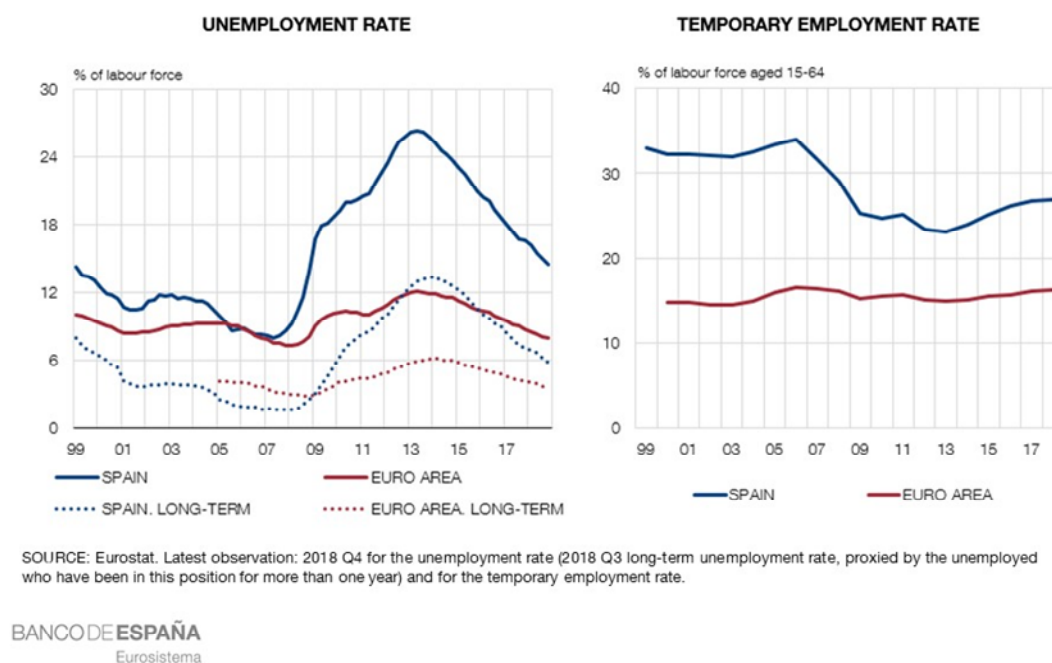 UNEMPLOYMENT RATE
% of labour force
30
24
18
12
6
0
99 01 03 05 07 09 11 13 15 17
SPAIN EURO AREA
SPAIN. LONG-TERM EURO AREA. LONG-TERM
TEMPORARY EMPLOYMENT RATE
% of labour force aged 15-64
40
30
20
10
0
99 01 03 05 07 09 11 13 15 17
SPAIN EURO AREA
SOURCE: Eurostat. Latest observation: 2018 Q4 for the unemployment rate (2018 Q3 long-term unemployment rate, proxied by the unemployed
who have been in this position for more than one year) and for the temporary employment rate.
BANCO DE ESPAÑA
Eurosistema